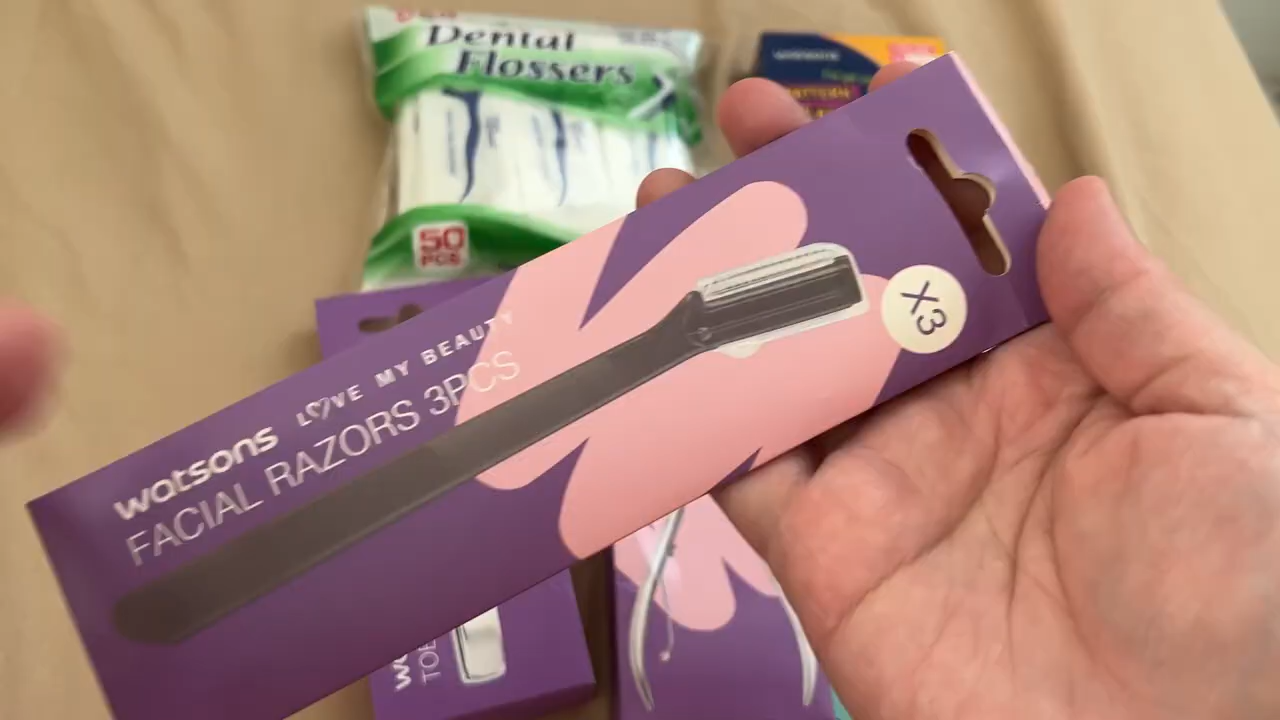 Dental
Flossers
50
PCS
watsons LOVE MY BEAUTY
FACIAL RAZORS 3PCS
X3